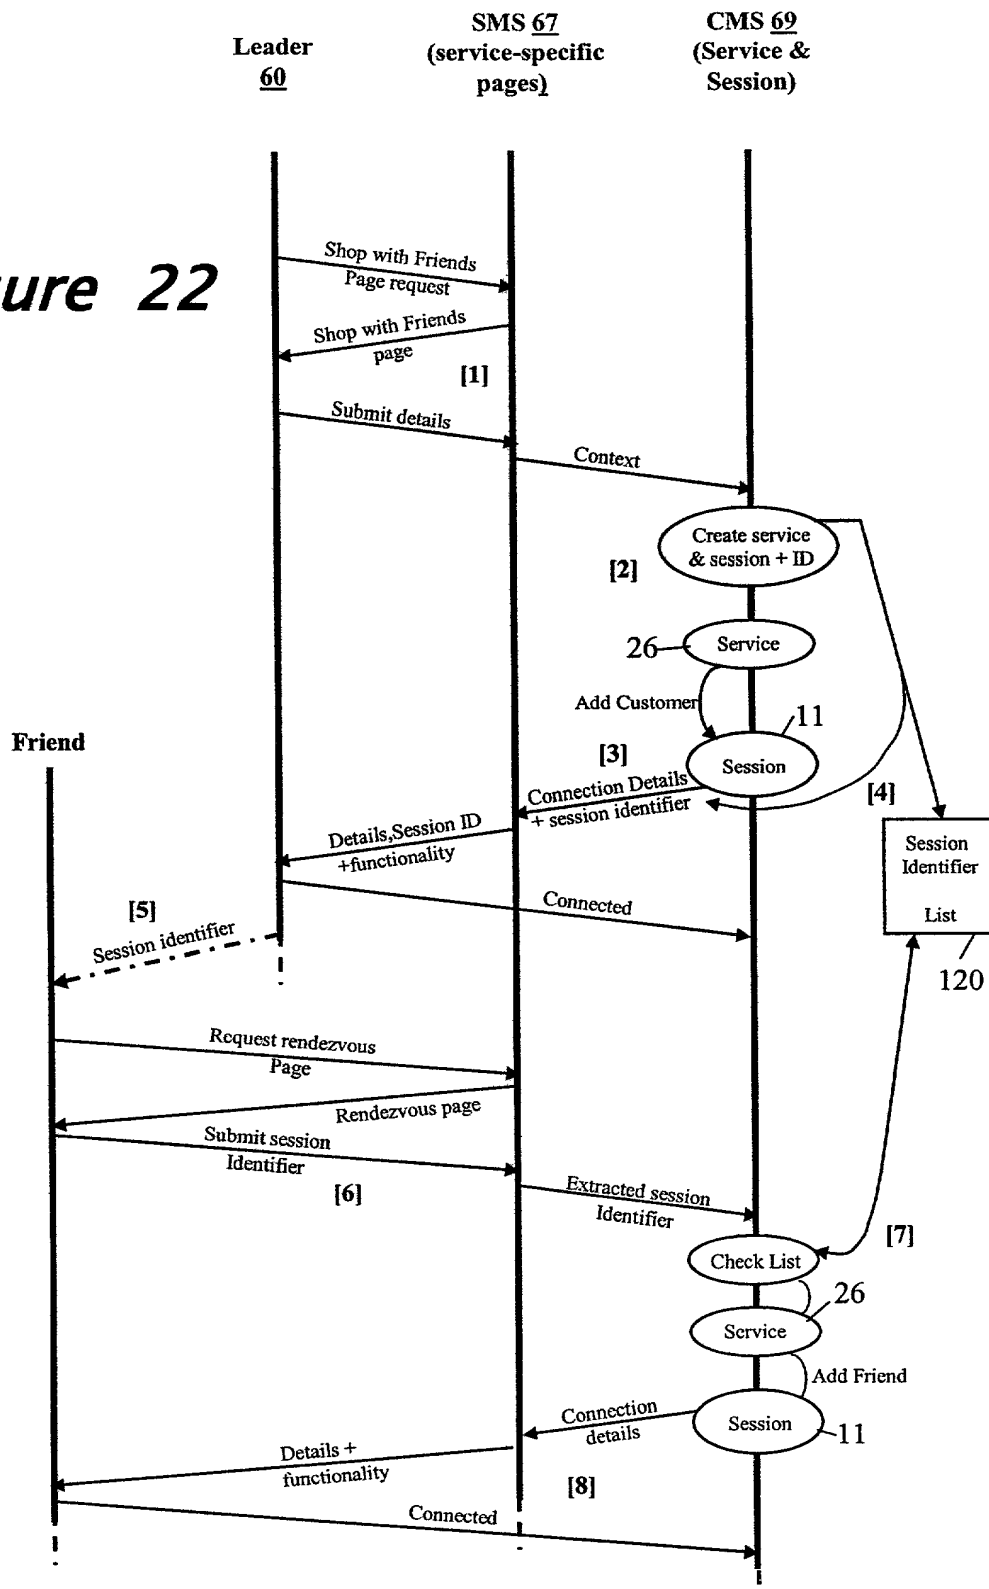 SMS 67
(service-specific
pages)
CMS 69
(Service &
Session)
Leader
60
ure 22
Shop with Friends
Page request
Shop with Friends
page
[1]
Submit details
Context
Create service
& session + ID
[2]
26
Service
Add Customer
11
Friend
[3]
Session
Connection Details
+ session identifier
[4]
Details,Session ID
+functionality
Session
Identifier
List
Connected
[5]
Session identifier
120
Request rendezvous
Page
Rendezvous page
Submit session
Identifier
[6]
Extracted session
Identifier
[7]
Check List
26
Service
Add Friend
Connection
details
Session
11
Details +
functionality
[8]
Connected